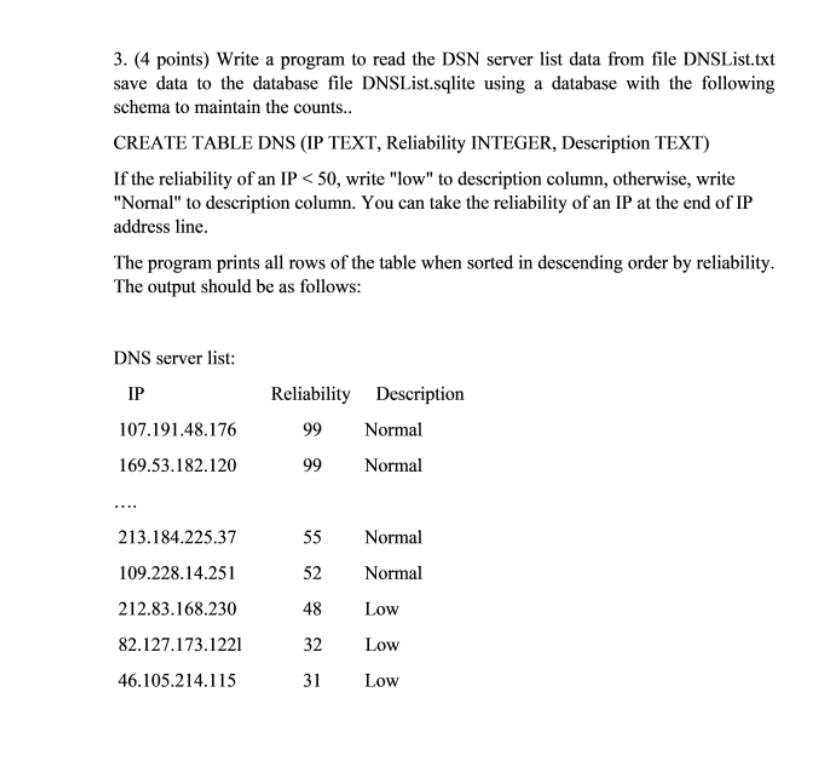 3. (4 points) Write a program to read the DSN server list data from file DNSList.txt
save data to the database file DNSList.sqlite using a database with the following
schema to maintain the counts..
CREATE TABLE DNS (IP TEXT, Reliability INTEGER, Description TEXT)
If the reliability of an IP < 50, write "low" to description column, otherwise, write
"Nornal" to description column. You can take the reliability of an IP at the end of IP
address line.
The program prints all rows of the table when sorted in descending order by reliability.
The output should be as follows:
DNS server list:
IP Reliability Description
107.191.48.176 99 Normal
169.53.182.120 99 Normal
....
213.184.225.37 55 Normal
109.228.14.251 52 Normal
212.83.168.230 48 Low
82.127.173.122l 32 Low
46.105.214.115 31 Low